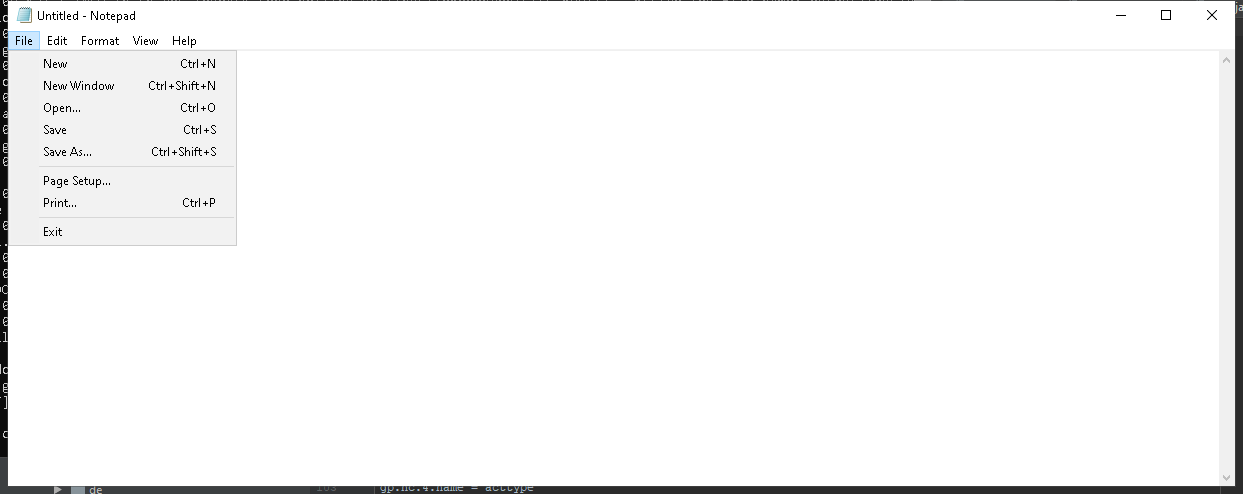 Untitled - Notepad
File Edit Format View Help
New Ctrl+N
New Window Ctrl+Shift+N
Open... Ctrl+O
Save Ctrl+S
Save As... Ctrl+Shift+S
Page Setup...
Print... Ctrl+P
Exit
de
gp.nc.4.name = acctype